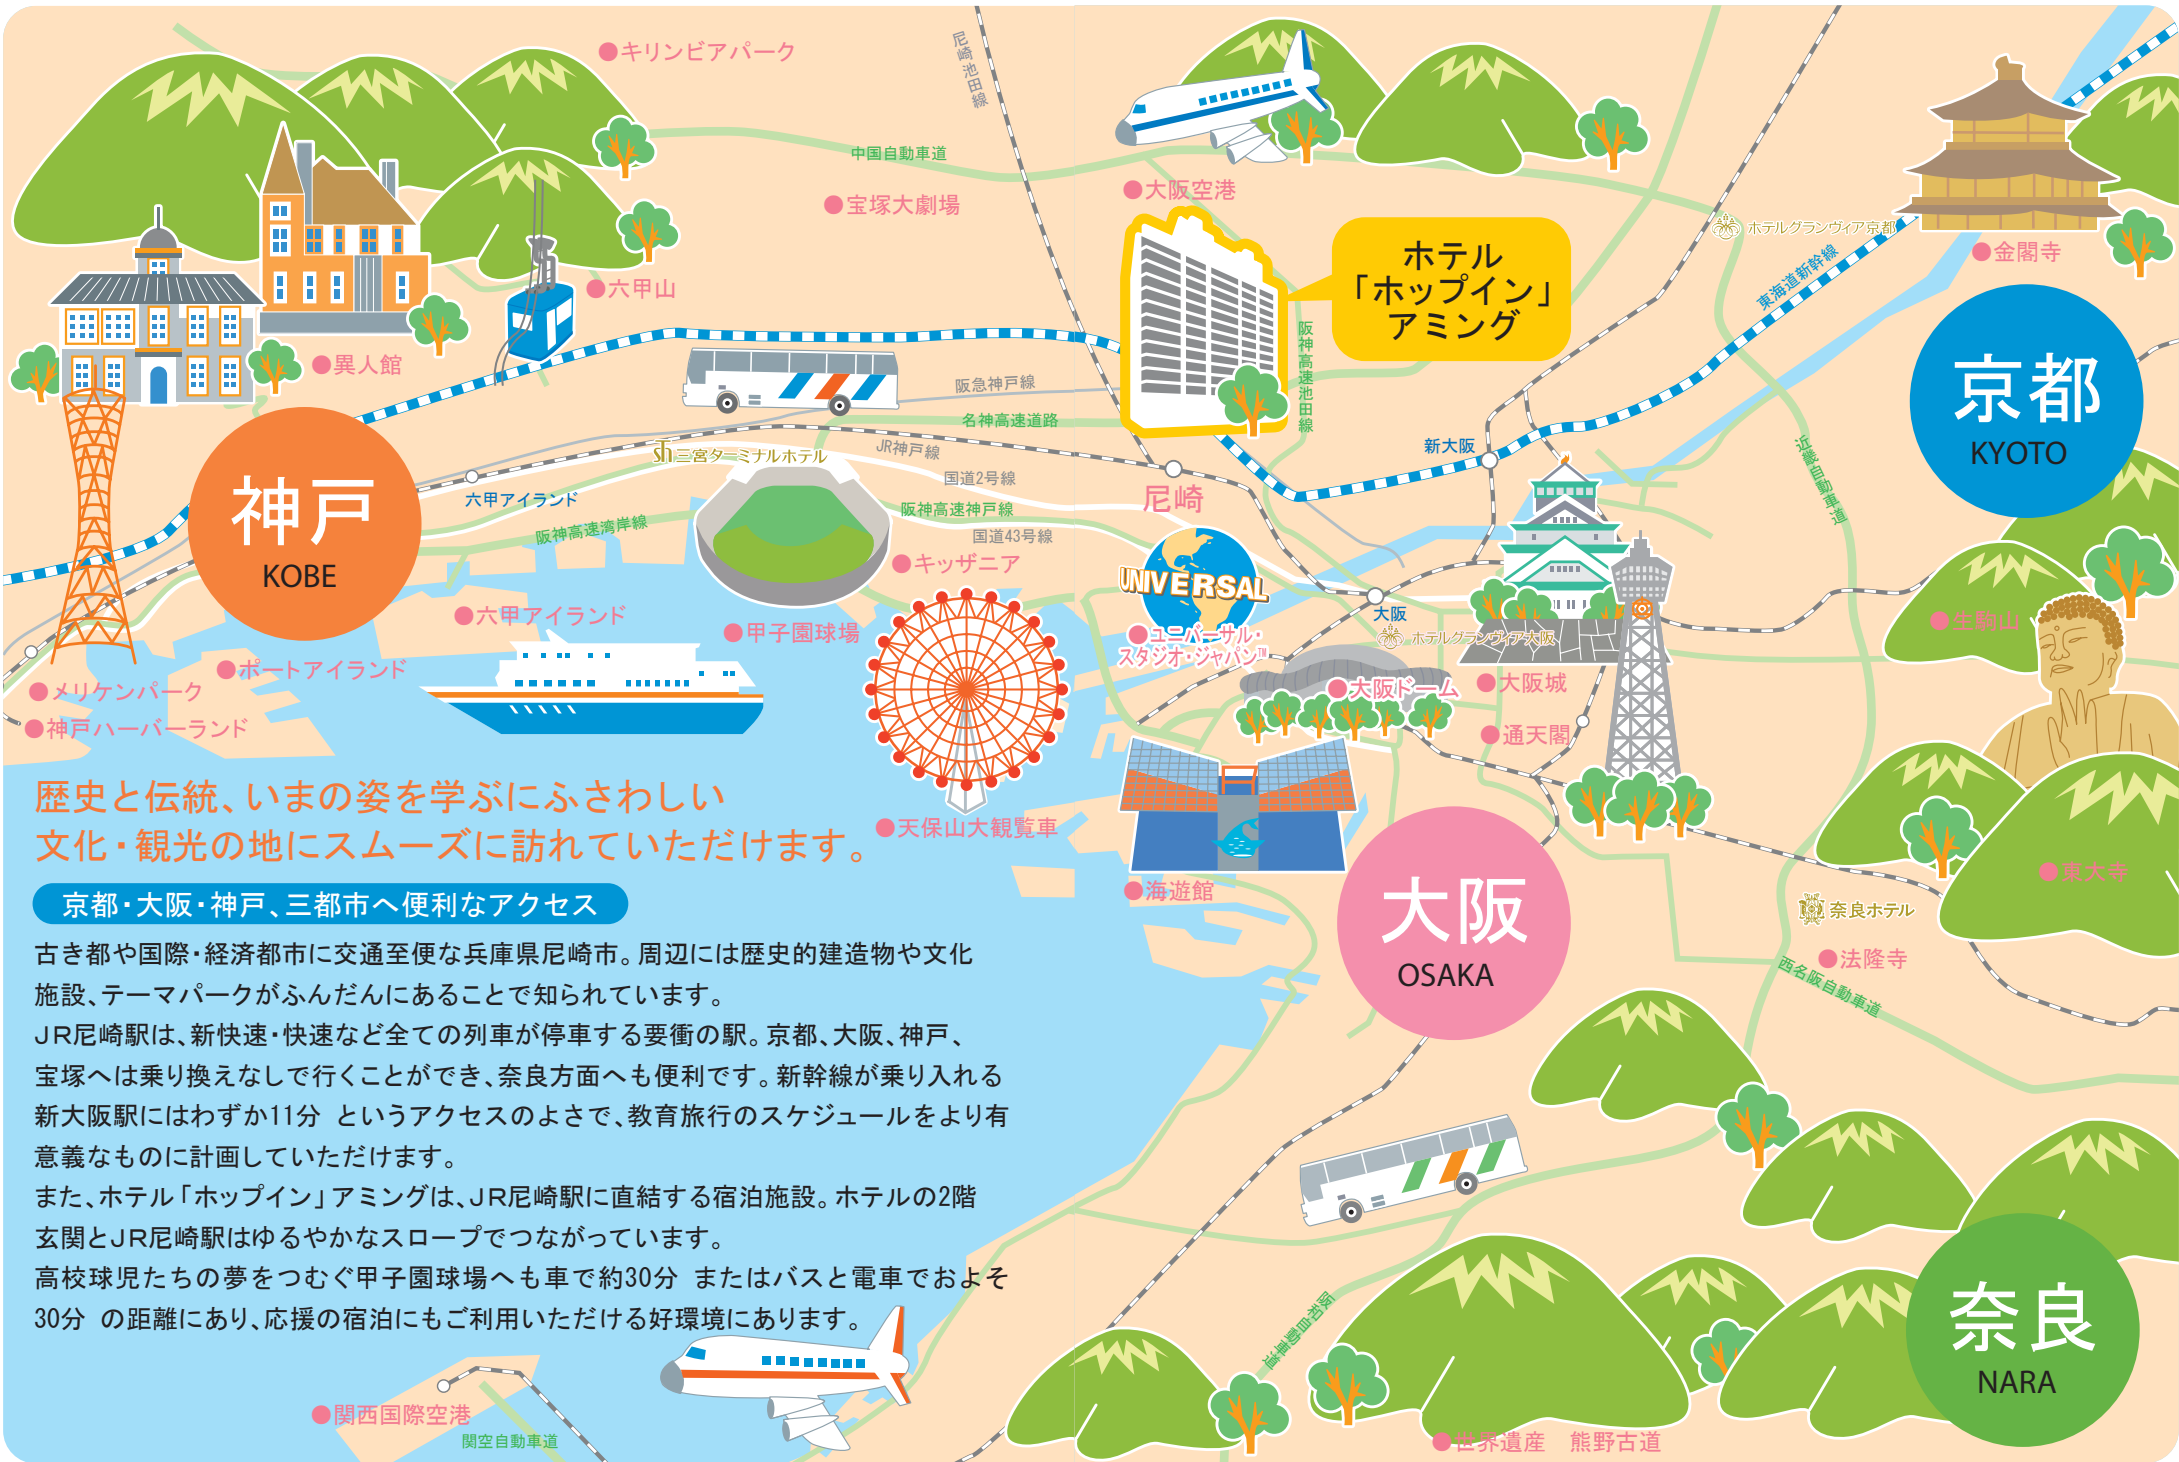 ●キリンビアパーク
尼崎池田線
中国自動車道
●宝塚大劇場
●大阪空港
ホテル
「ホップイン」
アミング
ホテルグランヴィア京都
●金閣寺
東海道新幹線
京都
KYOTO
●六甲山
●異人館
阪神高速池田線
阪急神戸線
名神高速道路
JR神戸線
新大阪
近畿自動車道
Sh三宮ターミナルホテル
国道2号線
尼崎
六甲アイランド
阪神高速湾岸線
阪神高速神戸線
国道43号線
神戸
KOBE
●キッザニア
UNIVERSAL
●ユニバーサル・
スタジオ・ジャパン™
大阪
ホテルグランヴィア大阪
●六甲アイランド
●甲子園球場
●生駒山
●ポートアイランド
●メリケンパーク
●神戸ハーバーランド
●大阪ドーム
●大阪城
●通天閣
●天保山大観覧車
●海遊館
大阪
OSAKA
●東大寺
奈良ホテル
●法隆寺
西名阪自動車道
歴史と伝統、いまの姿を学ぶにふさわしい
文化・観光の地にスムーズに訪れていただけます。
京都・大阪・神戸、三都市へ便利なアクセス
古き都や国際・経済都市に交通至便な兵庫県尼崎市。周辺には歴史的建造物や文化
施設、テーマパークがふんだんにあることで知られています。
JR尼崎駅は、新快速・快速など全ての列車が停車する要衝の駅。京都、大阪、神戸、
宝塚へは乗り換えなしで行くことができ、奈良方面へも便利です。新幹線が乗り入れる
新大阪駅にはわずか11分 というアクセスのよさで、教育旅行のスケジュールをより有
意義なものに計画していただけます。
また、ホテル「ホップイン」アミングは、JR尼崎駅に直結する宿泊施設。ホテルの2階
玄関とJR尼崎駅はゆるやかなスロープでつながっています。
高校球児たちの夢をつむぐ甲子園球場へも車で約30分 またはバスと電車でおよそ
30分 の距離にあり、応援の宿泊にもご利用いただける好環境にあります。
阪和自動車道
奈良
NARA
●関西国際空港
関空自動車道
●世界遺産 熊野古道